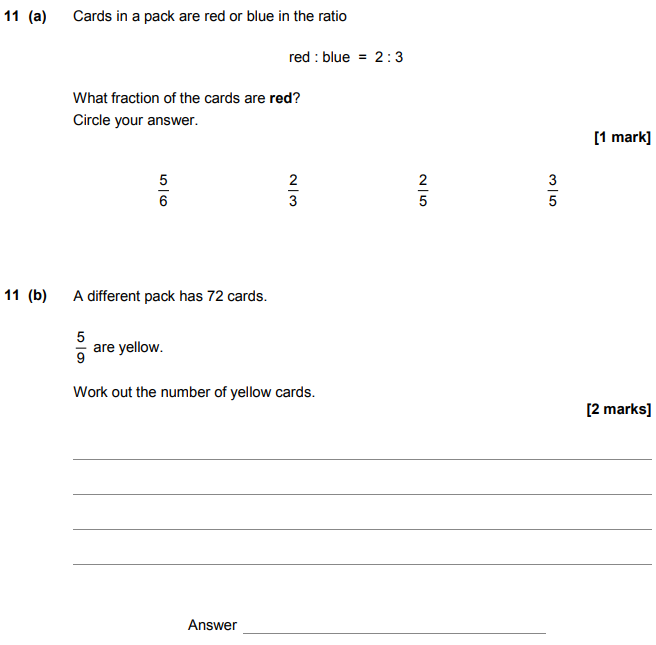 11 (a) Cards in a pack are red or blue in the ratio
red : blue = 2 : 3
What fraction of the cards are red?
Circle your answer.
[1 mark]
5/6 2/3 2/5 3/5
11 (b) A different pack has 72 cards.
5/9 are yellow.
Work out the number of yellow cards.
[2 marks]
Answer